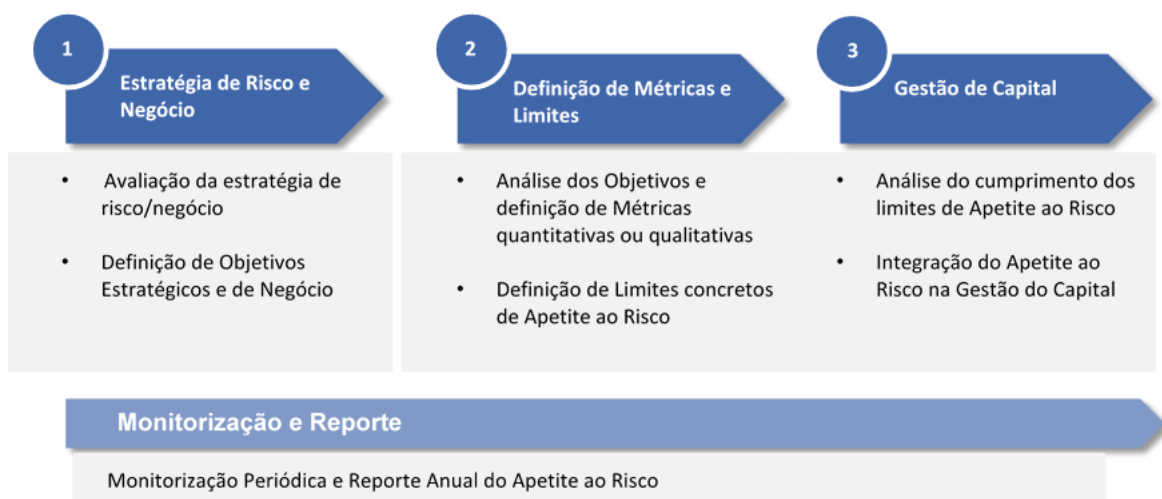 1
Estratégia de Risco e
Negócio
• Avaliação da estratégia de
risco/negócio
• Definição de Objetivos
Estratégicos e de Negócio
2
Definição de Métricas e
Limites
• Análise dos Objetivos e
definição de Métricas
quantitativas ou qualitativas
• Definição de Limites concretos
de Apetite ao Risco
3
Gestão de Capital
• Análise do cumprimento dos
limites de Apetite ao Risco
• Integração do Apetite ao
Risco na Gestão do Capital
Monitorização e Reporte
Monitorização Periódica e Reporte Anual do Apetite ao Risco